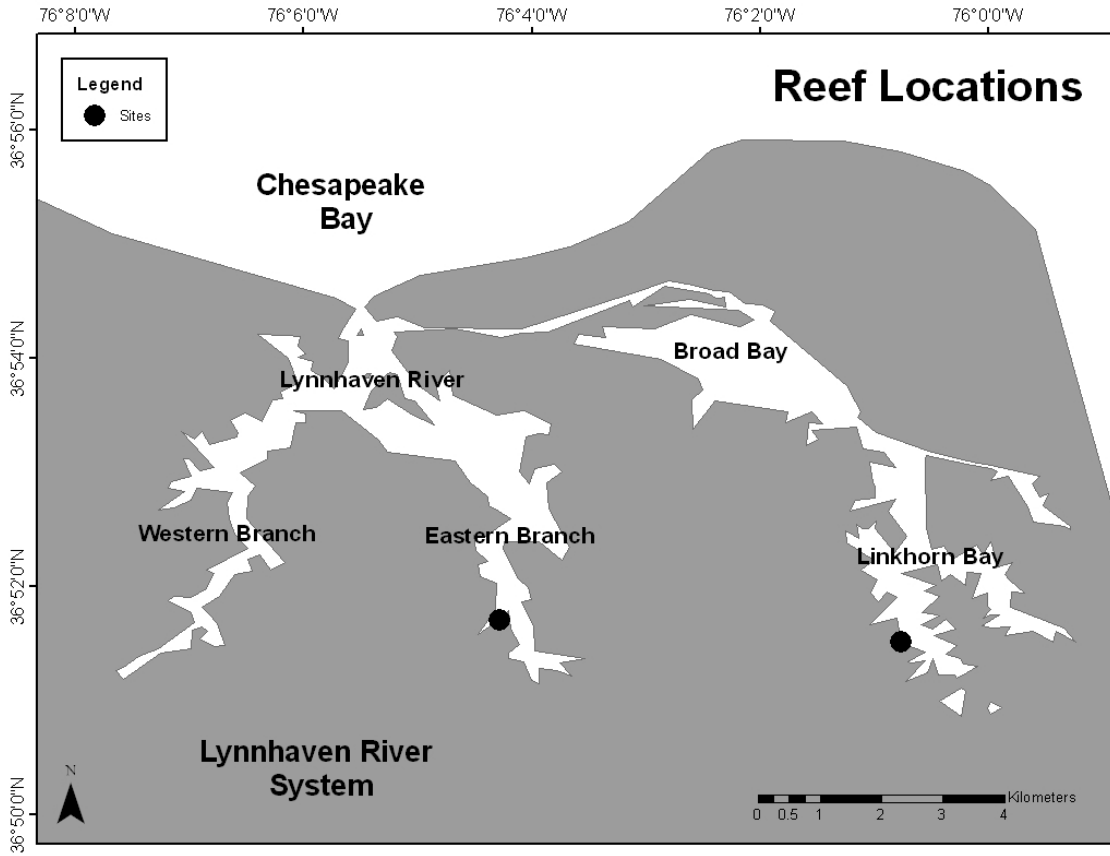 76°8'0"W 76°6'0"W 76°4'0"W 76°2'0"W 76°0'0"W
Legend
Sites
Reef Locations
36°56'0"N
Chesapeake
Bay
36°54'0"N
Broad Bay
Lynnhaven River
Western Branch
Eastern Branch
Linkhorn Bay
36°52'0"N
Lynnhaven River
System
N
36°50'0"N
Kilometers
0 0.5 1 2 3 4